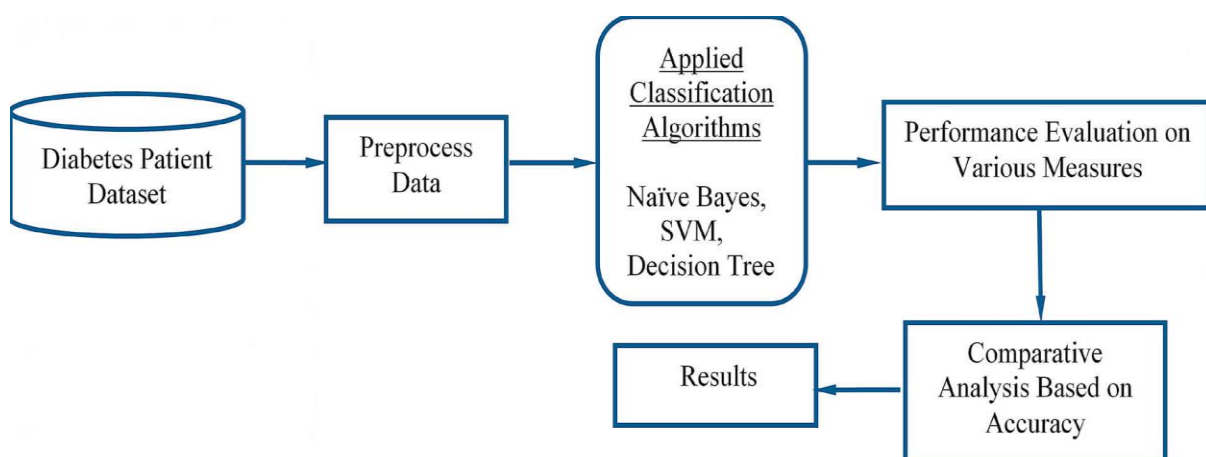 Diabetes Patient
Dataset
Preprocess
Data
Applied
Classification
Algorithms
Naïve Bayes,
SVM,
Decision Tree
Performance Evaluation on
Various Measures
Comparative
Analysis Based on
Accuracy
Results